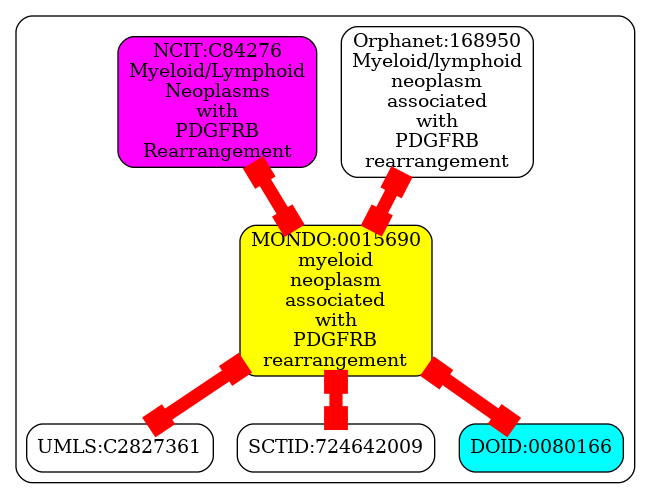 NCIT:C84276
Myeloid/Lymphoid
Neoplasms
with
PDGFRB
Rearrangement
Orphanet:168950
Myeloid/lymphoid
neoplasm
associated
with
PDGFRB
rearrangement
MONDO:0015690
myeloid
neoplasm
associated
with
PDGFRB
rearrangement
UMLS:C2827361
SCTID:724642009
DOID:0080166